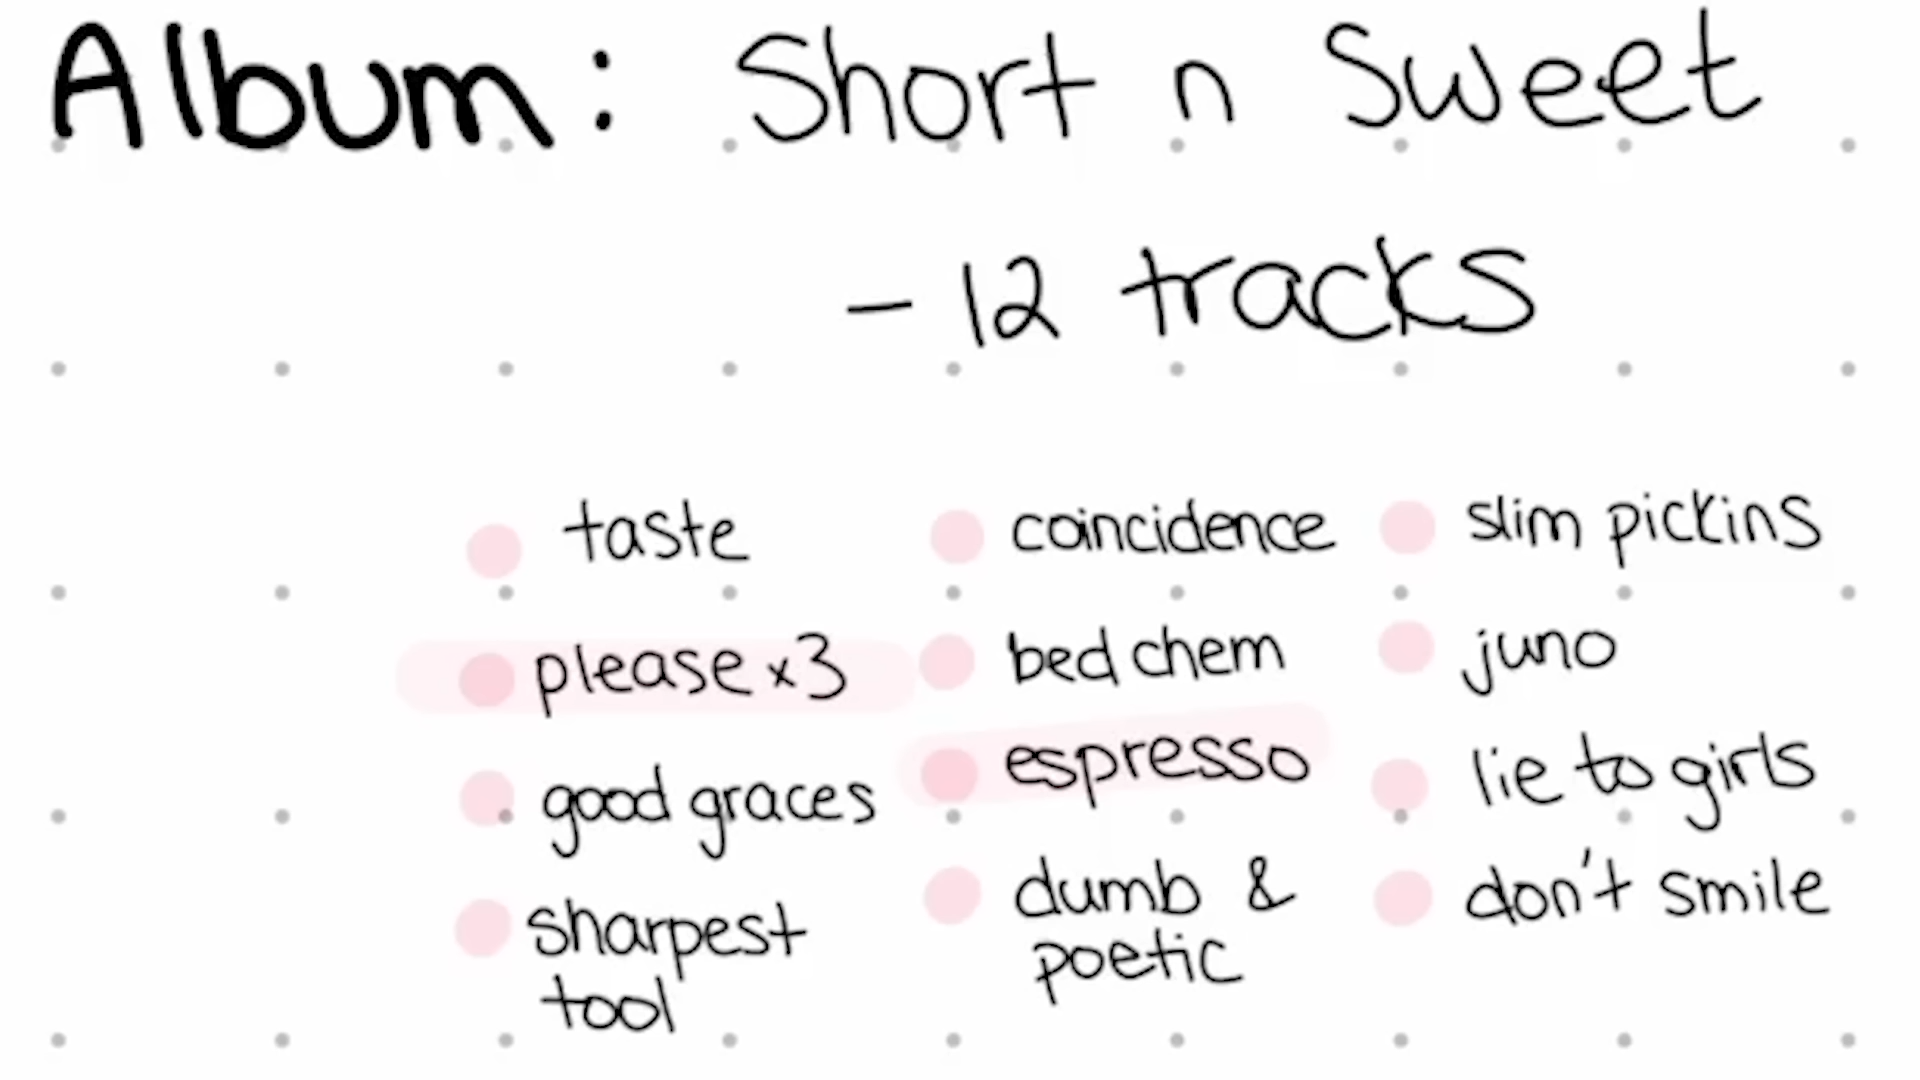 Album: Short n Sweet
- 12 tracks
taste
please x3
good graces
sharpest
tool
coincidence
bed chem
espresso
dumb &
poetic
slim pickins
juno
lie to girls
don't smile